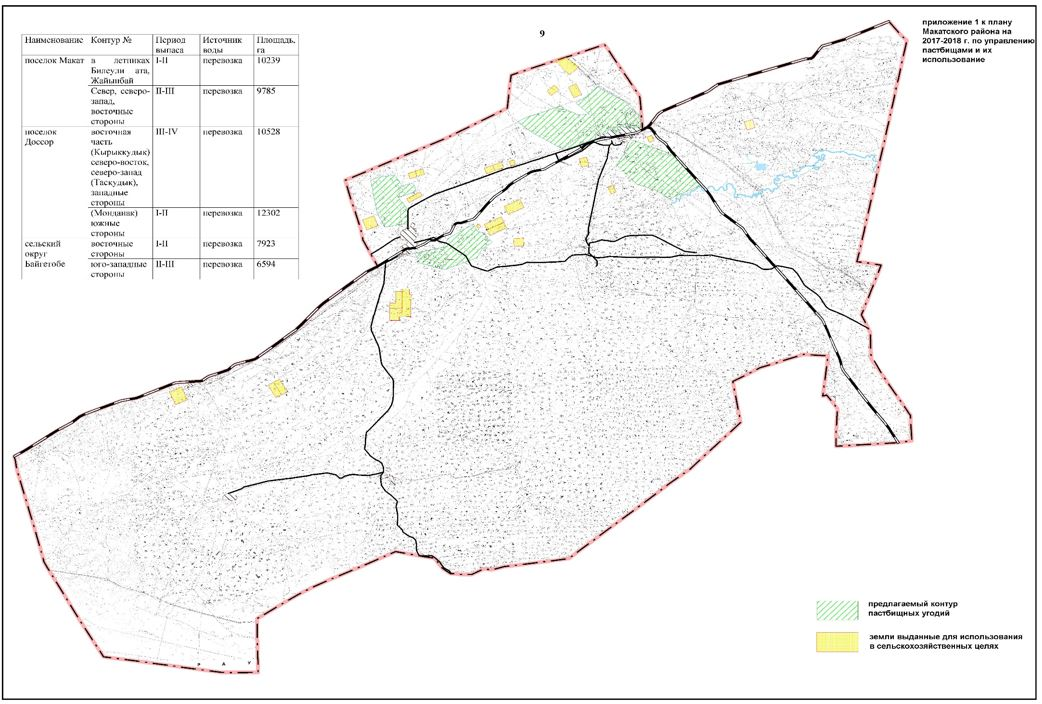 9
приложение 1 к плану
Макатского района на
2017-2018 г. по управлению
пастбищами и их
использование
Наименование Контур № Период выпаса Источник воды Площадь, га
поселок Макат в летниках Билеули ата, Жайынбай I-II перевозка 10239
Север, северо-запад, восточные стороны II-III перевозка 9785
поселок Доссор восточная часть (Кырыккудык) северо-восток, северо-запад (Таскудык), западные стороны III-IV перевозка 10528
(Монданак) южные стороны I-II перевозка 12302
сельский округ Байгетобе восточные стороны I-II перевозка 7923
юго-западные стороны II-III перевозка 6594
предлагаемый контур
пастбищных угодий
земли выданные для использования
в сельскохозяйственных целях
Р А У